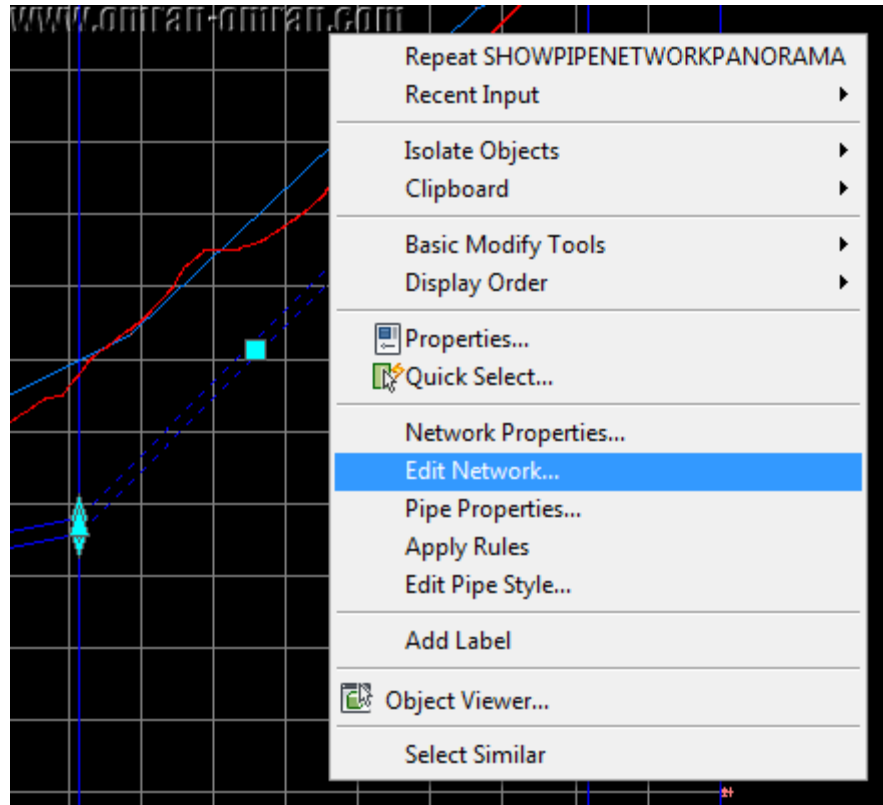 www.omran-omran.com
Repeat SHOWPIPENETWORKPANORAMA
Recent Input
Isolate Objects
Clipboard
Basic Modify Tools
Display Order
Properties...
Quick Select...
Network Properties...
Edit Network...
Pipe Properties...
Apply Rules
Edit Pipe Style...
Add Label
Object Viewer...
Select Similar